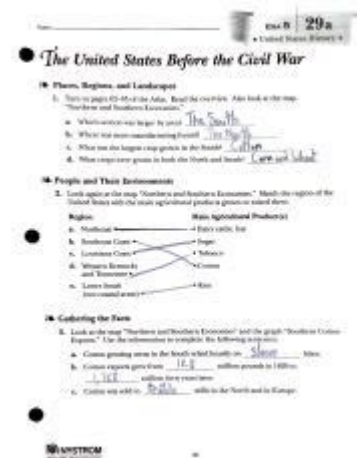 Name
ERA 5 29a
United States History
The United States Before the Civil War
Places, Regions, and Landscapes
1. Turn to pages of the Atlas. Read the overview. Also look at the map
"Northern and Southern Economies."
a. Which section was larger by area? The South
b. Where was more manufacturing found? The North
c. What was the largest crop grown in the South? Cotton
d. What crops were grown in both the North and South? Corn and Wheat
People and Their Environments
2. Look again at the map "Northern and Southern Economies." Match the region of the
United States with the main agricultural products grown or raised there.
Region Main Agricultural Product(s)
a. Northeast Dairy cattle, hay
b. Southeast Coast Sugar
c. Louisiana Coast Tobacco
d. Western Kentucky Cotton
and Tennessee
e. Lower South Rice
(not coastal areas)
Gathering the Facts
3. Look at the map "Northern and Southern Economies" and the graph "Southern Cotton
Exports." Use the information to complete the following sentences.
a. Cotton growing areas in the South relied heavily on Slave labor.
b. Cotton exports grew from 128 million pounds in
1,768 million forty years later.
c. Cotton was sold to mills in the North and in Europe.
NYSTROM